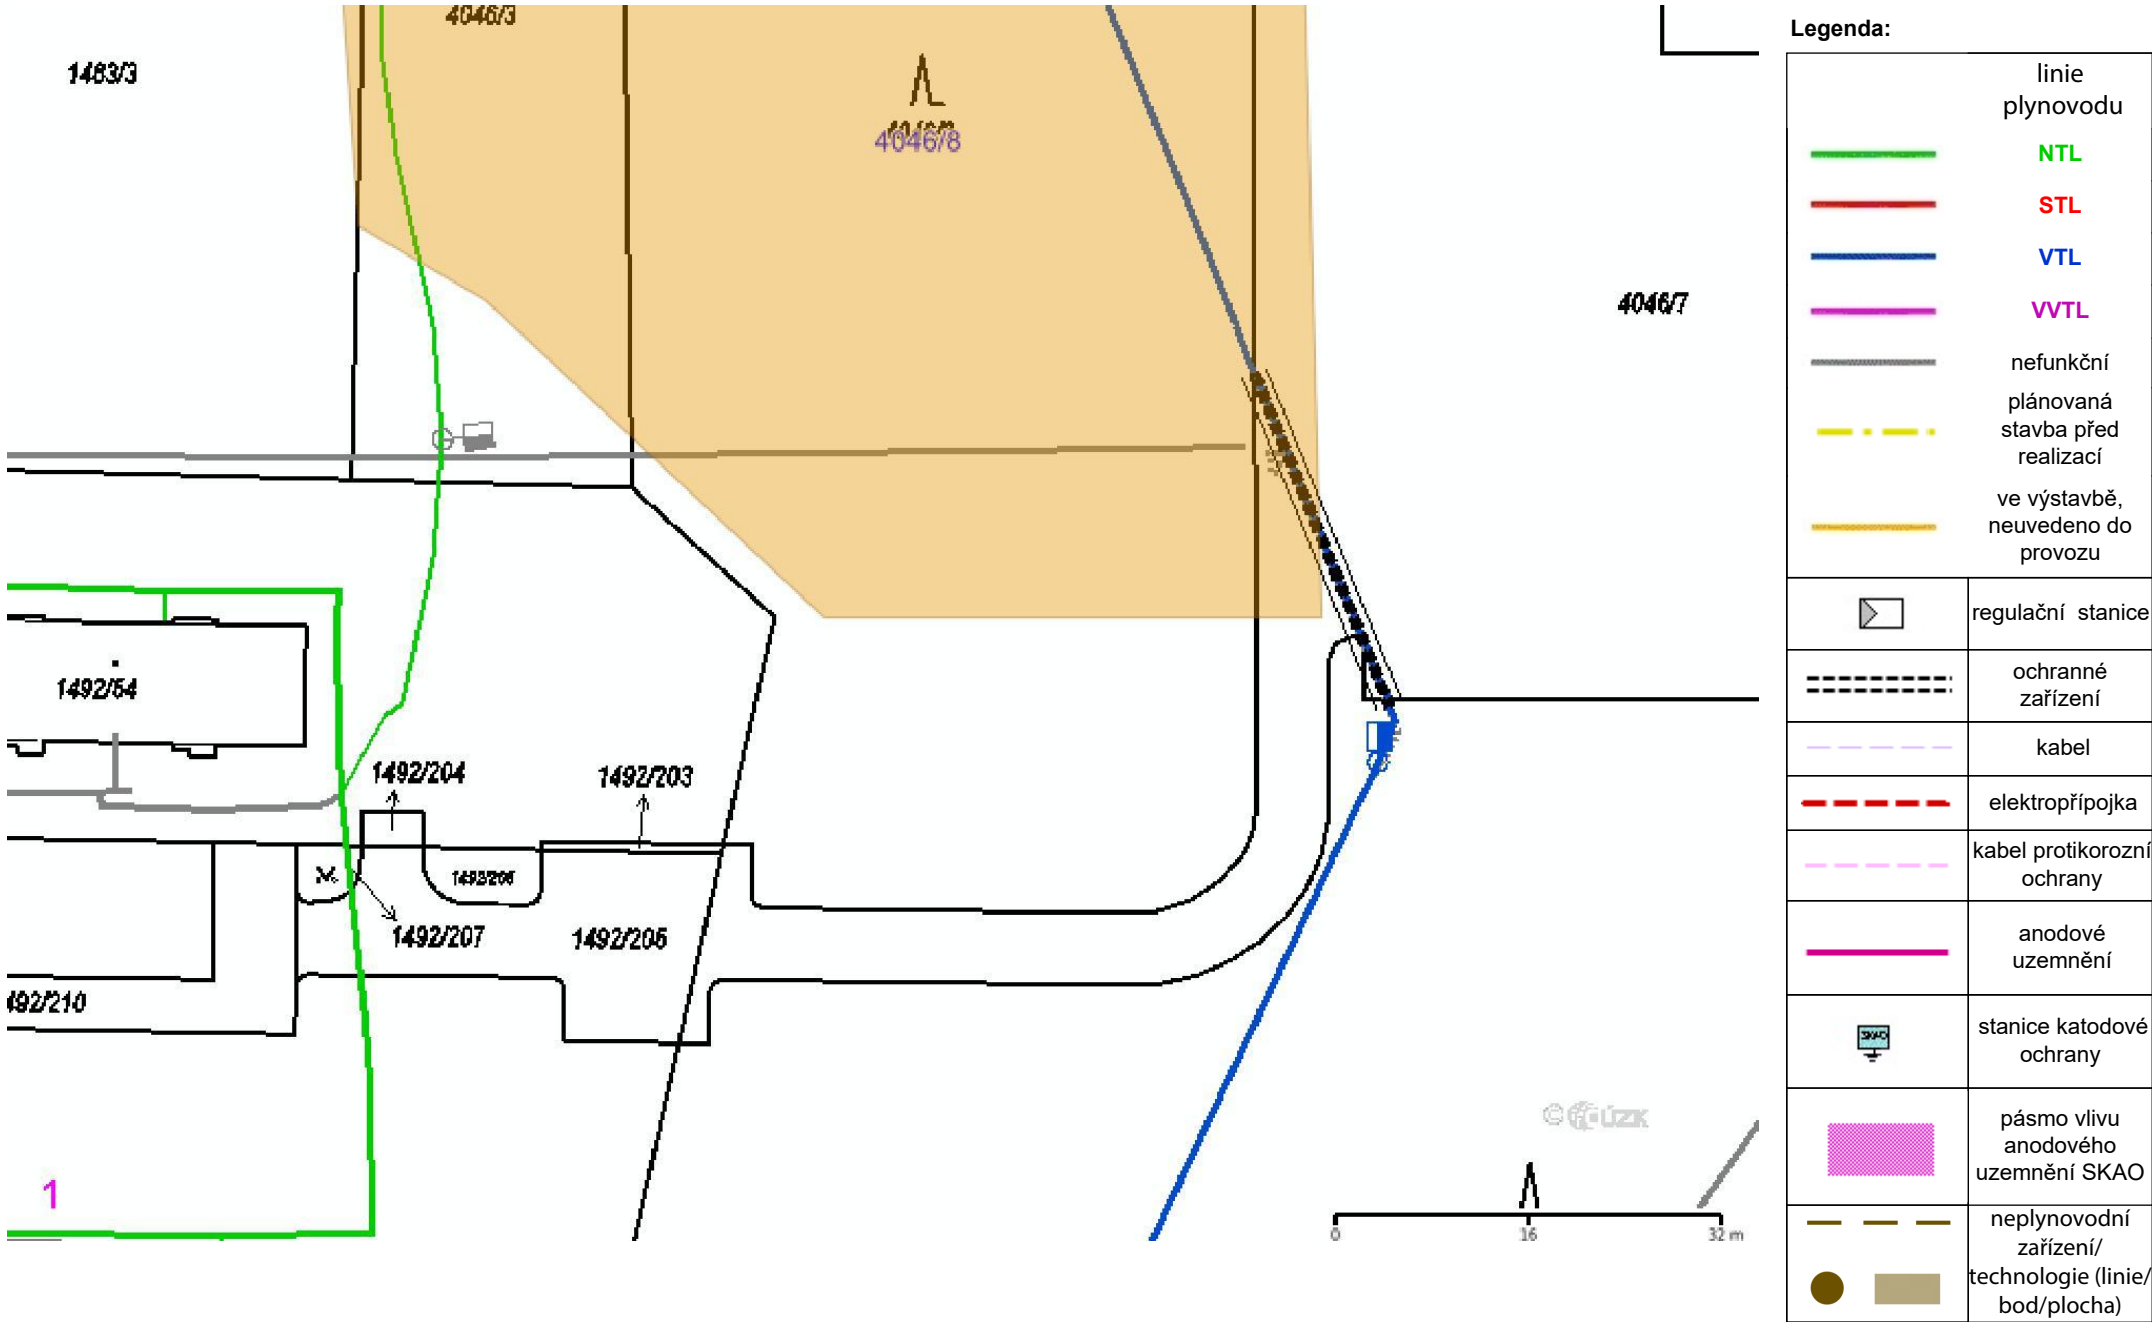 4046/3
1463/3
4046/8
4046/7
1492/54
1492/204
1492/203
1492/206
1492/207
1492/205
492/210
1
0
16
32 m
Legenda:
linie
plynovodu
NTL
STL
VTL
VVTL
nefunkční
plánovaná
stavba před
realizací
ve výstavbě,
neuvedeno do
provozu
regulační stanice
ochranné
zařízení
kabel
elektropřípojka
kabel protikorozní
ochrany
anodové
uzemnění
SKAO
stanice katodové
ochrany
pásmo vlivu
anodového
uzemnění SKAO
neplynovodní
zařízení/
technologie (linie/
bod/plocha)